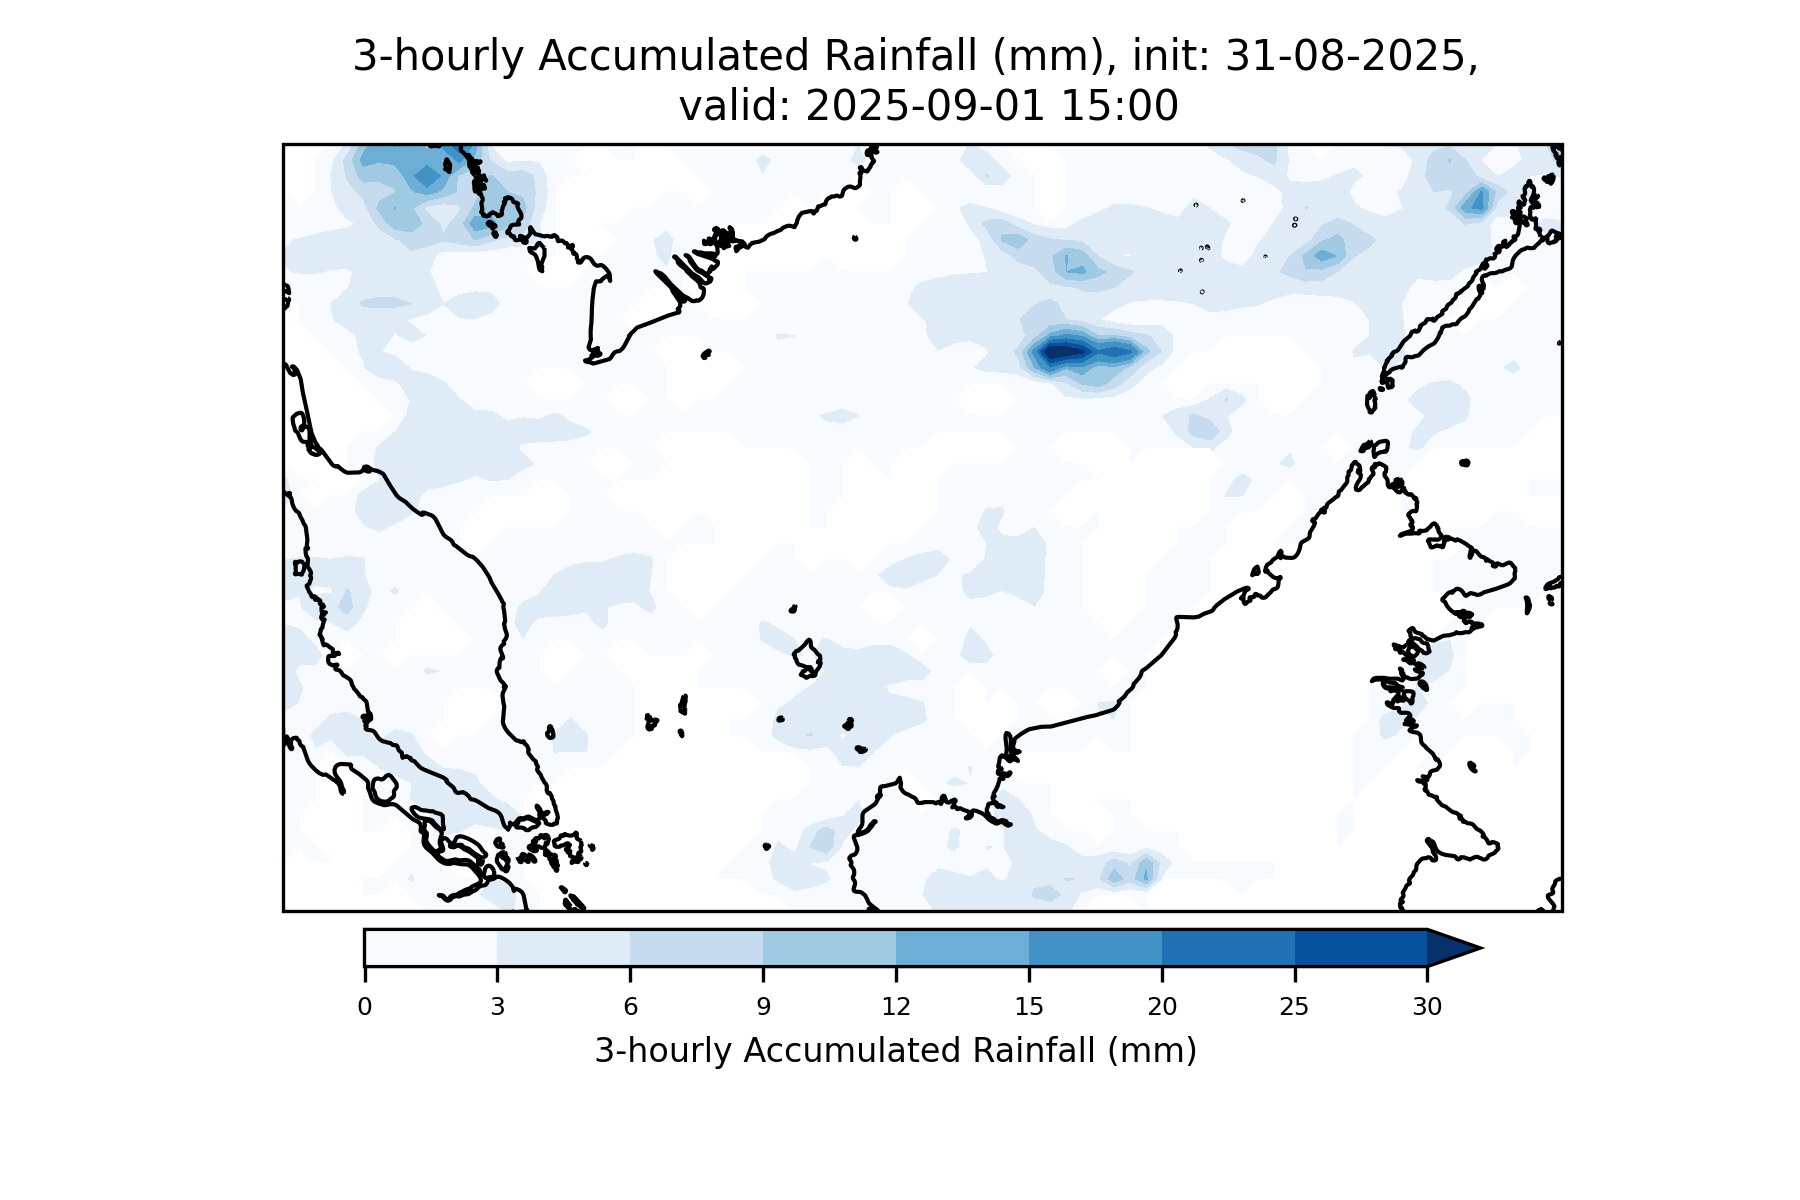 3-hourly Accumulated Rainfall (mm), init: 31-08-2025,
valid: 2025-09-01 15:00
0 3 6 9 12 15 20 25 30
3-hourly Accumulated Rainfall (mm)